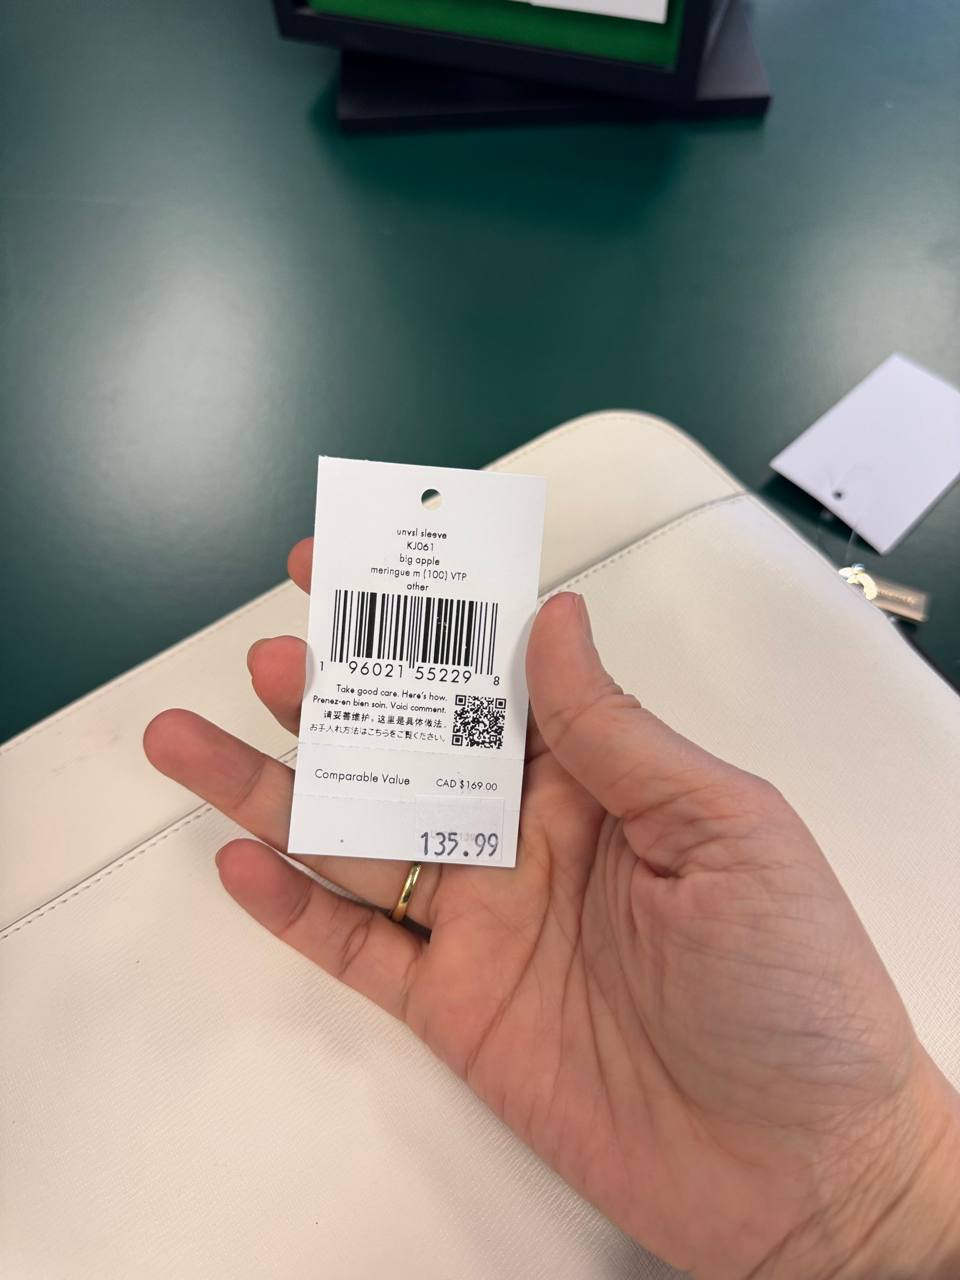 unvsl sleeve
KJ061
big apple
meringue m (100) VTP
other
1 96021 55229 8
Take good care. Here's how.
Prenez-en bien soin. Voici comment.
请妥善维护。这里是具体做法。
お手入れ方法はこちらをご覧ください。
Comparable Value CAD $169.00
135.99